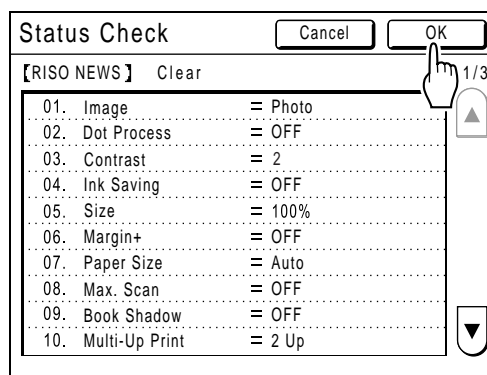 Status Check Cancel OK
【RISO NEWS】 Clear 1/3
01. Image = Photo
02. Dot Process = OFF
03. Contrast = 2
04. Ink Saving = OFF
05. Size = 100%
06. Margin+ = OFF
07. Paper Size = Auto
08. Max. Scan = OFF
09. Book Shadow = OFF
10. Multi-Up Print = 2 Up